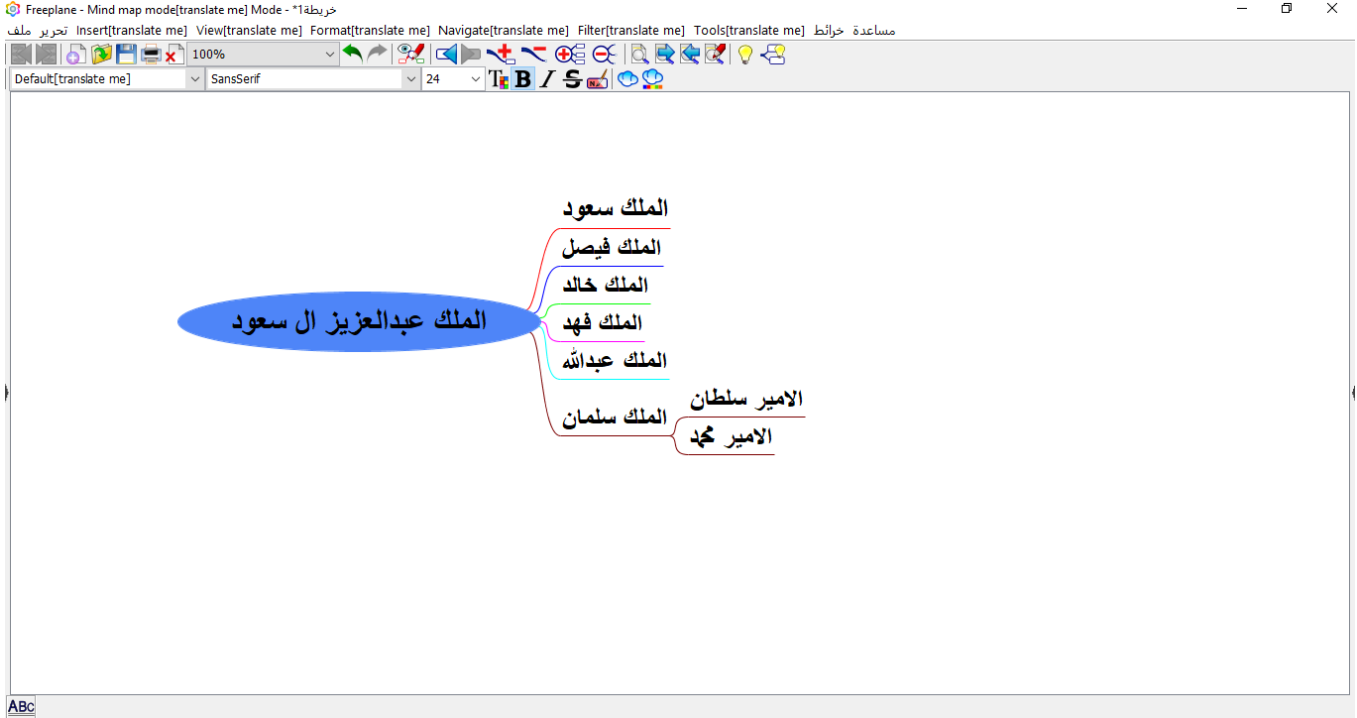 Freeplane - Mind map mode[translate me] Mode - *خريطة1
ملف تحرير Insert[translate me] View[translate me] Format[translate me] Navigate[translate me] Filter[translate me] Tools[translate me] خرائط مساعدة
100%
Default[translate me] SansSerif 24
الملك سعود
الملك فيصل
الملك خالد
الملك عبدالعزيز ال سعود
الملك فهد
الملك عبدالله
الملك سلمان
الامير سلطان
الامير محمد
ABC